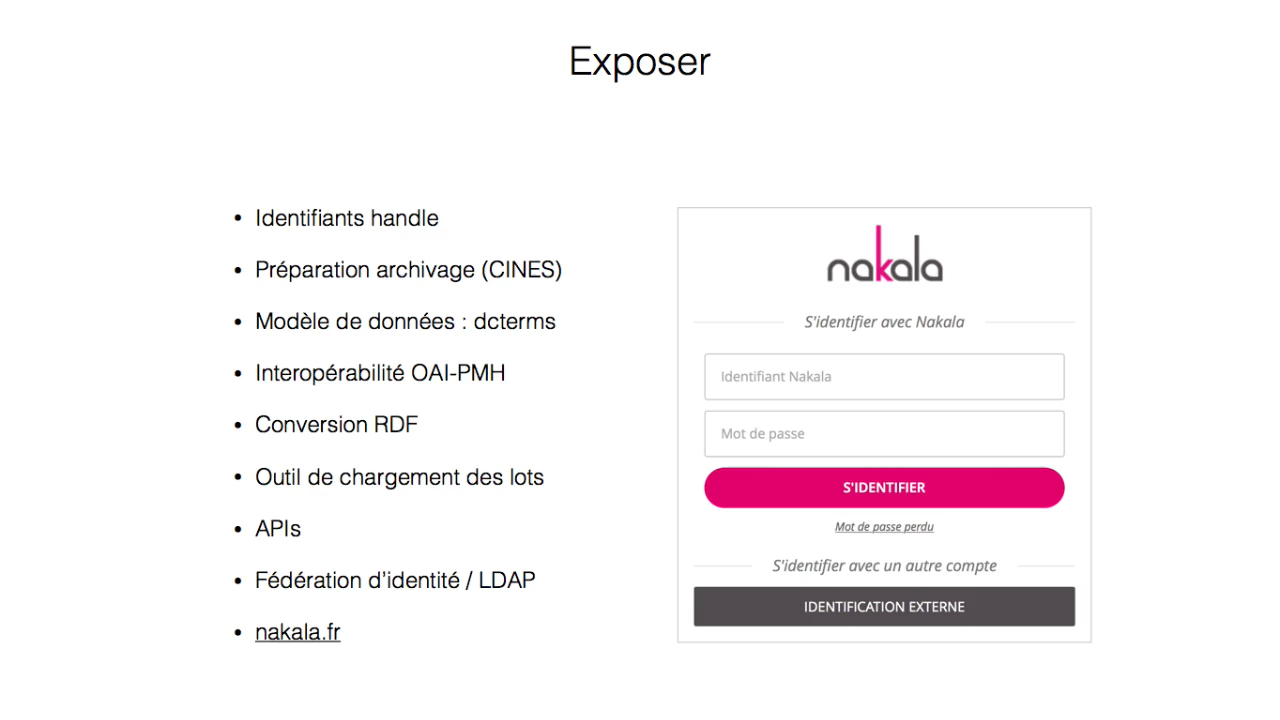 Exposer
• Identifiants handle
• Préparation archivage (CINES)
• Modèle de données : dcterms
• Interopérabilité OAI-PMH
• Conversion RDF
• Outil de chargement des lots
• APIs
• Fédération d'identité / LDAP
• nakala.fr
nakala
S'identifier avec Nakala
Identifiant Nakala
Mot de passe
S'IDENTIFIER
Mot de passe perdu
S'identifier avec un autre compte
IDENTIFICATION EXTERNE